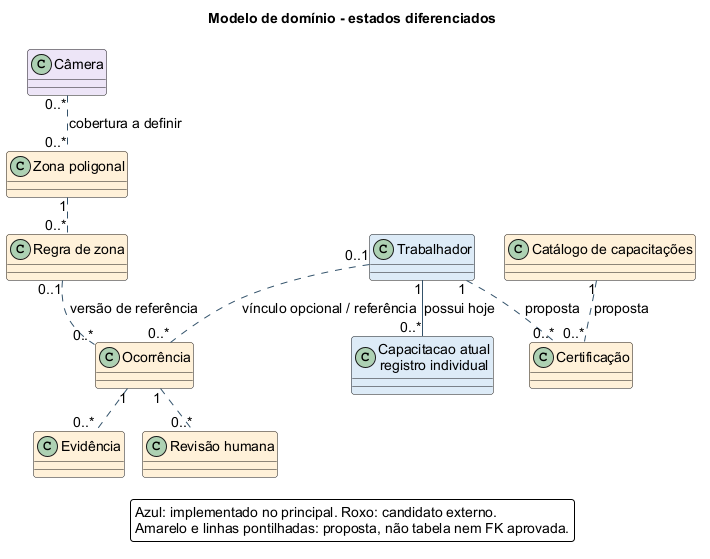 Modelo de domínio - estados diferenciados
C Câmera
0..*
cobertura a definir
0..*
C Zona poligonal
1
0..*
C Regra de zona
C Trabalhador
C Catálogo de capacitações
0..1
0..1
1
1
1
versão de referência
vínculo opcional / referência
possui hoje
proposta
proposta
0..*
0..*
0..*
0..*
0..*
C Ocorrência
C Capacitacao atual
registro individual
C Certificação
1
1
0..*
0..*
C Evidência
C Revisão humana
Azul: implementado no principal. Roxo: candidato externo.
Amarelo e linhas pontilhadas: proposta, não tabela nem FK aprovada.